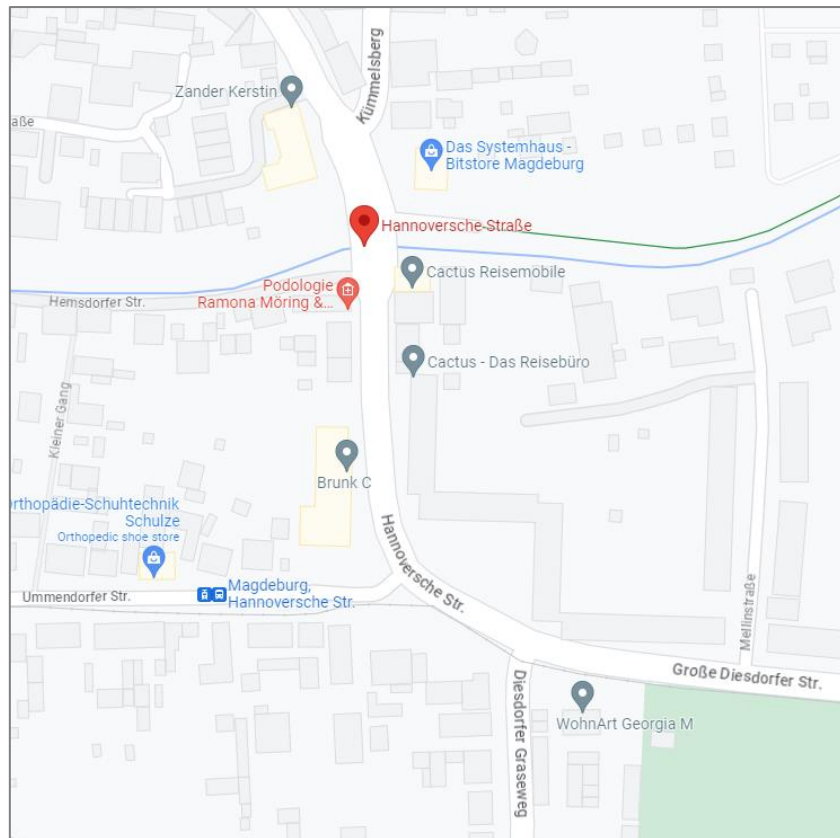 Zander Kerstin
Kümmelsberg
aße
Das Systemhaus -
Bitstore Magdeburg
Hannoversche Straße
Cactus Reisemöbile
Podologie
Ramona Möring &...
Hemsdorfer Str.
Cactus - Das Reisebüro
Kleiner Gang
Brunk C
Orthopädie-Schuhtechnik
Schulze
Orthopedic shoe store
Hannoversche Str.
Ummendorfer Str.
Magdeburg,
Hannoversche Str.
Mellinstraße
Große Diesdorfer Str.
Diesdorfer Graseweg
WohnArt Georgia M